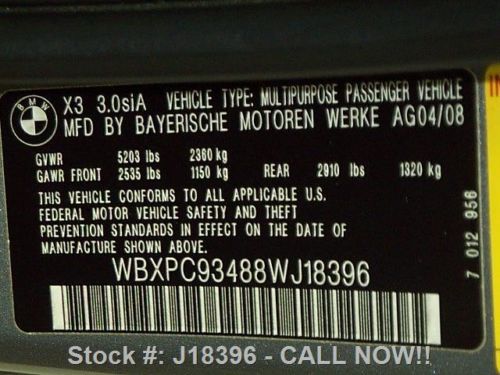 BMW
X3 3.0siA VEHICLE TYPE: MULTIPURPOSE PASSENGER VEHICLE
MFD BY BAYERISCHE MOTOREN WERKE AG04/08
GVWR 5203 lbs 2360 kg
GAWR FRONT 2535 lbs 1150 kg REAR 2910 lbs 1320 kg
THIS VEHICLE CONFORMS TO ALL APPLICABLE U.S.
FEDERAL MOTOR VEHICLE SAFETY AND THEFT
PREVENTION STANDARDS IN EFFECT ON THE DATE OF
MANUFACTURE SHOWN ABOVE.
WBXPC93488WJ18396
7 012 956
Stock #: J18396 - CALL NOW!!